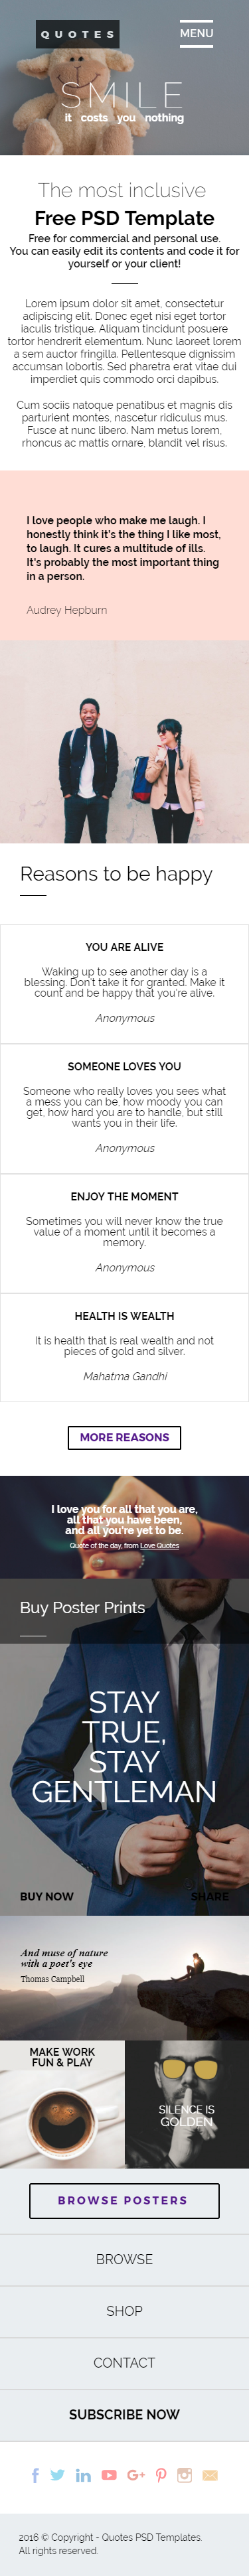 QUOTES
MENU
SMILE
it costs you nothing
The most inclusive
Free PSD Template
Free for commercial and personal use.
You can easily edit its contents and code it for
yourself or your client!
Lorem ipsum dolor sit amet, consectetur
adipiscing elit. Donec eget nisi eget tortor
iaculis tristique. Aliquam tincidunt posuere
tortor hendrerit elementum. Nunc laoreet lorem
a sem auctor fringilla. Pellentesque dignissim
accumsan lobortis. Sed pharetra erat vitae dui
imperdiet quis commodo orci dapibus.
Cum sociis natoque penatibus et magnis dis
parturient montes, nascetur ridiculus mus.
Fusce at nunc libero. Nam metus lorem,
rhoncus ac mattis ornare, blandit vel risus.
I love people who make me laugh. I
honestly think it's the thing I like most,
to laugh. It cures a multitude of ills.
It's probably the most important thing
in a person.
Audrey Hepburn
Reasons to be happy
YOU ARE ALIVE
Waking up to see another day is a
blessing. Don't take it for granted. Make it
count and be happy that you're alive.
Anonymous
SOMEONE LOVES YOU
Someone who really loves you sees what
a mess you can be, how moody you can
get, how hard you are to handle, but still
wants you in their life.
Anonymous
ENJOY THE MOMENT
Sometimes you will never know the true
value of a moment until it becomes a
memory.
Anonymous
HEALTH IS WEALTH
It is health that is real wealth and not
pieces of gold and silver.
Mahatma Gandhi
MORE REASONS
I love you for all that you are,
all that you have been,
and all you're yet to be.
Quote of the day, from Love Quotes
Buy Poster Prints
STAY
TRUE,
STAY
GENTLEMAN
BUY NOW SHARE
And muse of nature
with a poet's eye
Thomas Campbell
MAKE WORK
FUN & PLAY
SILENCE IS
GOLDEN
BROWSE POSTERS
BROWSE
SHOP
CONTACT
SUBSCRIBE NOW
2016 © Copyright - Quotes PSD Templates.
All rights reserved.